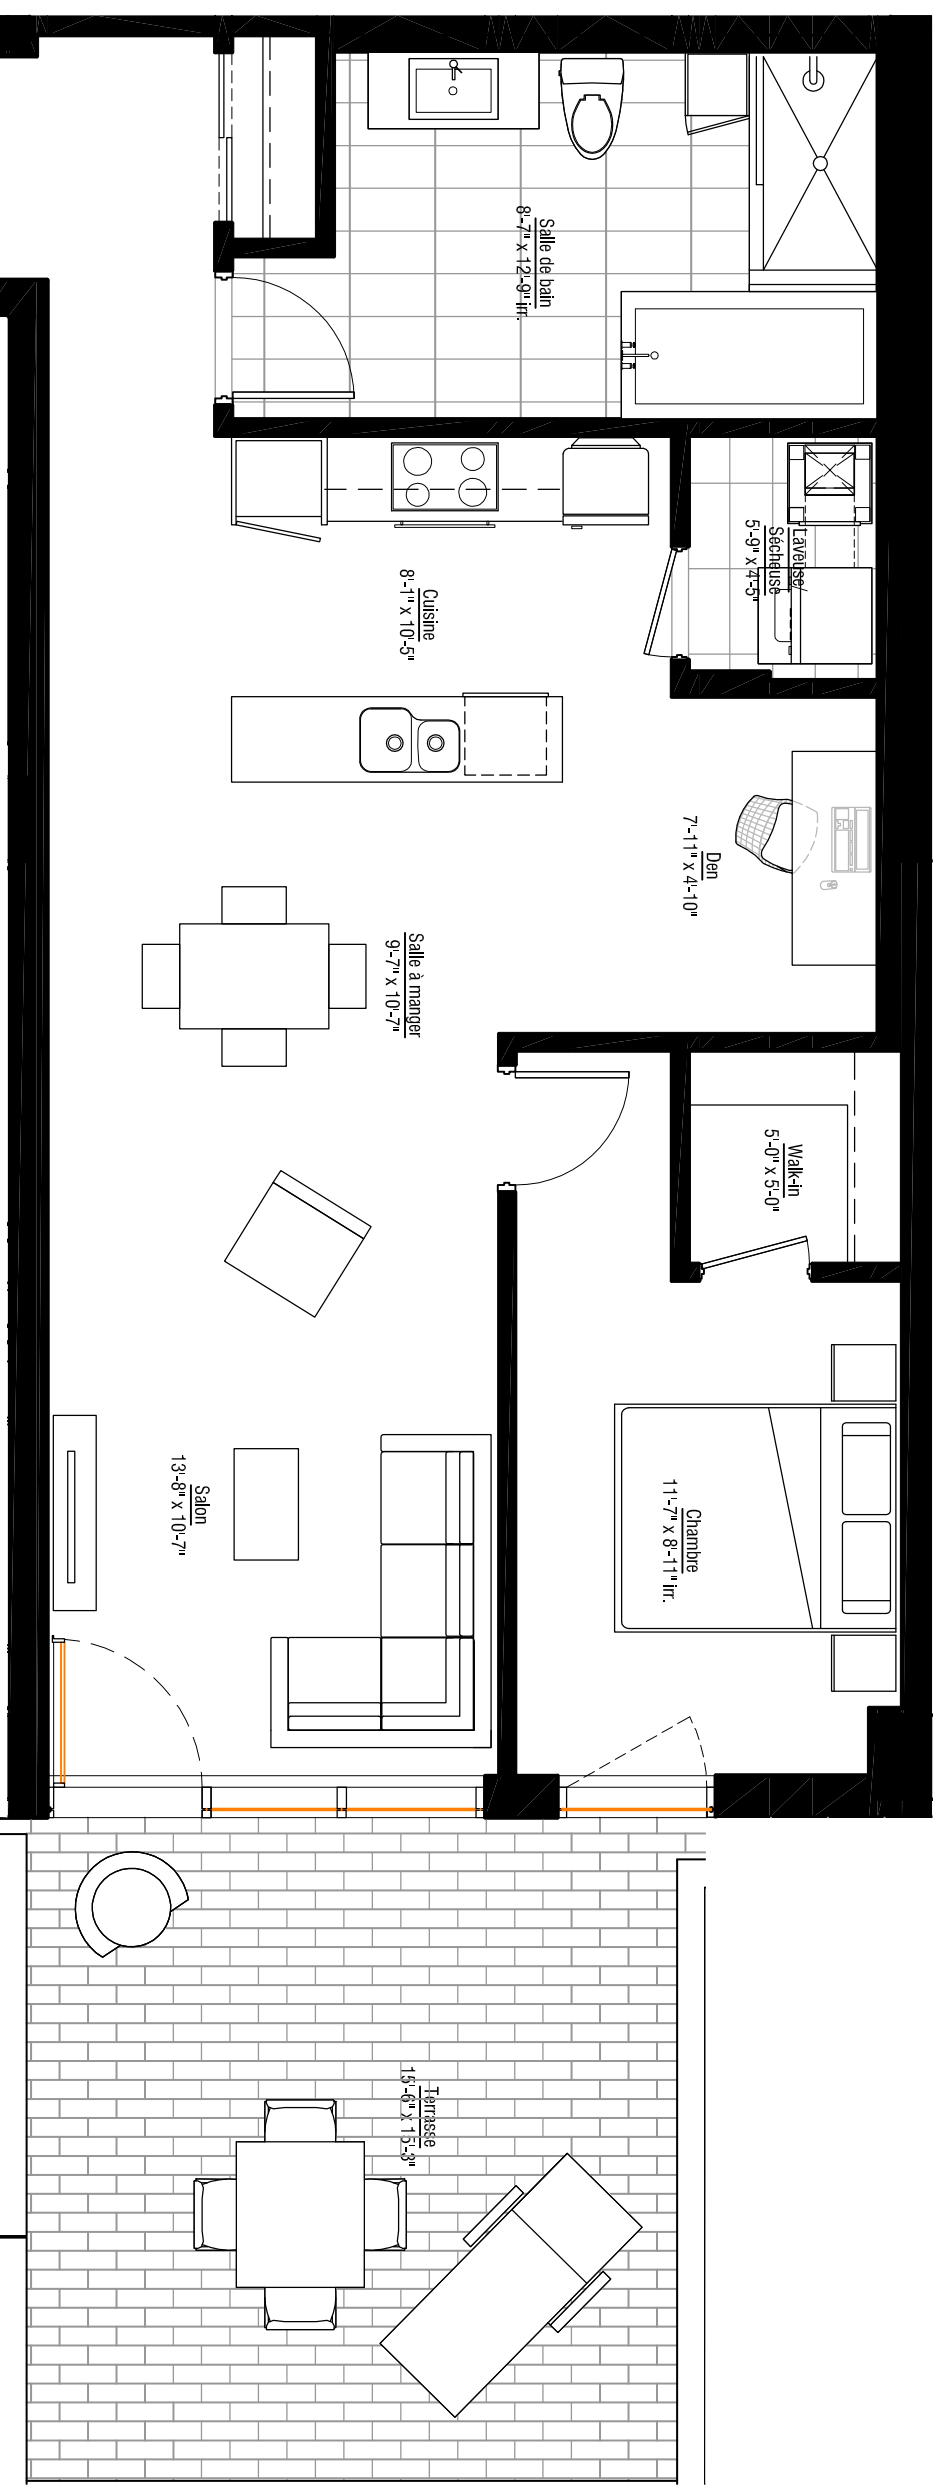 Salle de bain
8'-7" x 12'-9" irr.
Laveuse/
Sécheuse
5'-9" x 4'-5"
Cuisine
8'-1" x 10'-5"
Den
7'-11" x 4'-10"
Salle à manger
9'-7" x 10'-7"
Walk-in
5'-0" x 5'-0"
Salon
13'-8" x 10'-7"
Chambre
11'-7" x 8'-11" irr.
Terrasse
15'-6" x 15'-3"